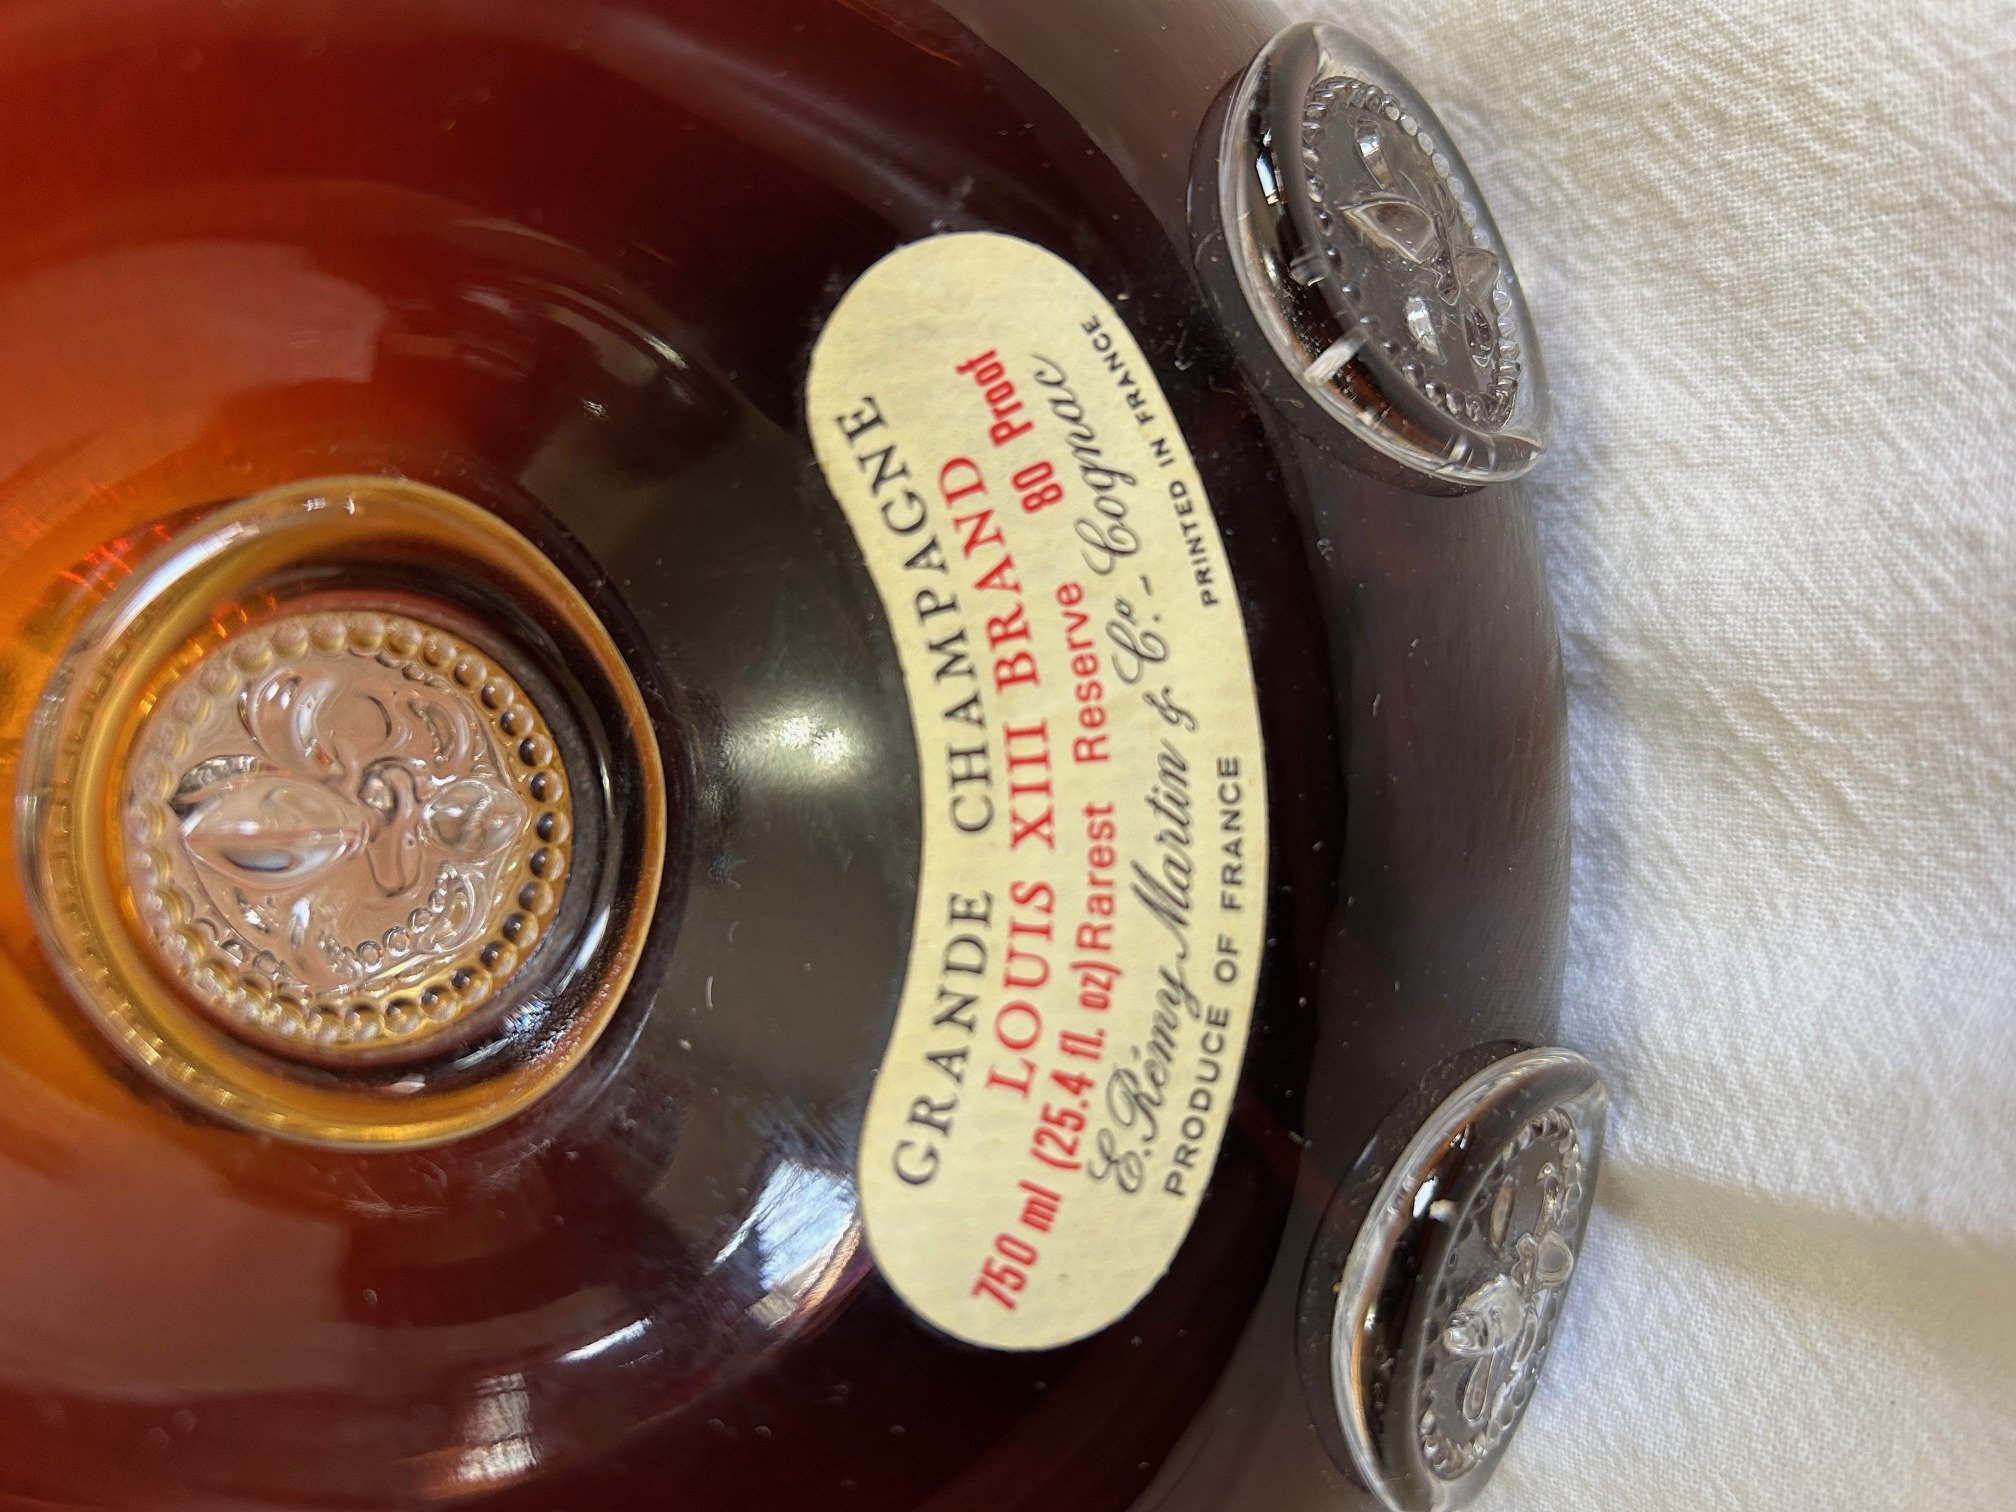 GRANDE CHAMPAGNE
LOUIS XIII BRAND
750 ml (25.4 fl. oz) Rarest Reserve 80 Proof
E. Rémy Martin & Cº. - Cognac
PRODUCE OF FRANCE PRINTED IN FRANCE